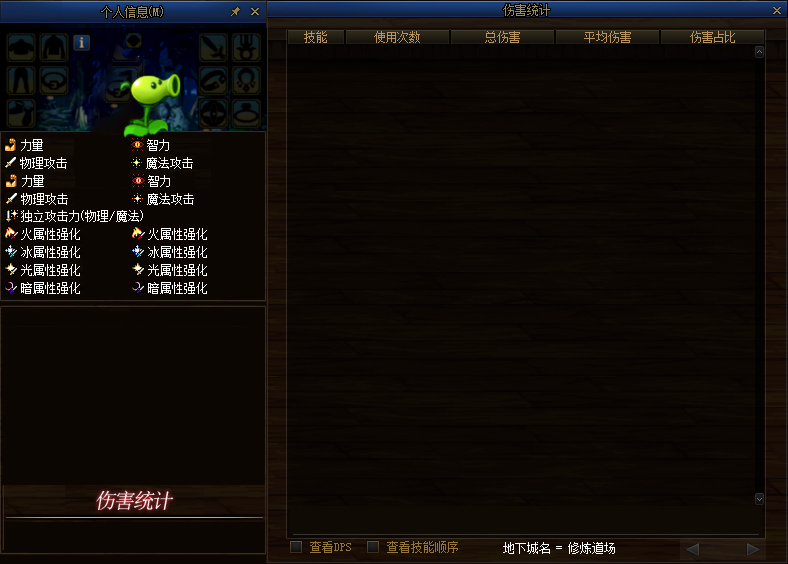 个人信息(M)
伤害统计
技能 使用次数 总伤害 平均伤害 伤害占比
力量 智力
物理攻击 魔法攻击
力量 智力
物理攻击 魔法攻击
独立攻击力(物理/魔法)
火属性强化 火属性强化
冰属性强化 冰属性强化
光属性强化 光属性强化
暗属性强化 暗属性强化
伤害统计
查看DPS 查看技能顺序 地下城名 = 修炼道场